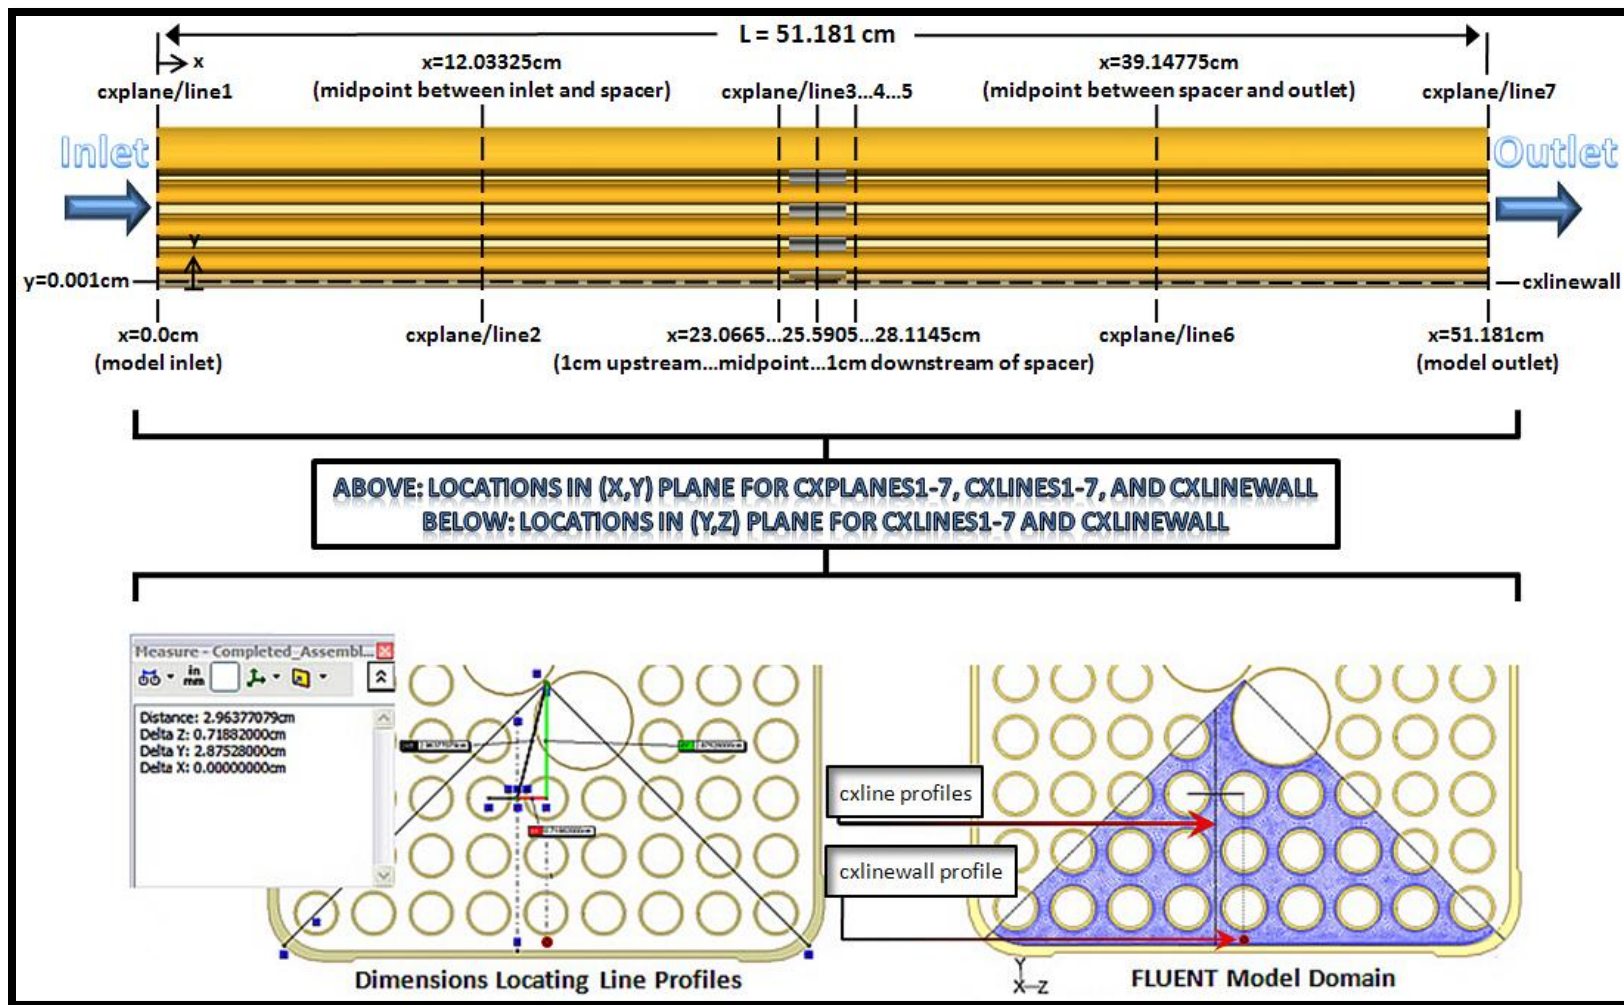 L = 51.181 cm
x
x=12.03325cm
x=39.14775cm
cxplane/line1
(midpoint between inlet and spacer)
cxplane/line3...4...5
(midpoint between spacer and outlet)
cxplane/line7
Inlet
Outlet
y
y=0.001cm
cxlinewall
x=0.0cm
(model inlet)
cxplane/line2
x=23.0665...25.5905...28.1145cm
(1cm upstream...midpoint...1cm downstream of spacer)
cxplane/line6
x=51.181cm
(model outlet)
ABOVE: LOCATIONS IN (X,Y) PLANE FOR CXPLANES1-7, CXLINES1-7, AND CXLINEWALL
BELOW: LOCATIONS IN (Y,Z) PLANE FOR CXLINES1-7 AND CXLINEWALL
Measure - Completed_Assembl...
in
mm
Distance: 2.96377079cm
Delta Z: 0.71882000cm
Delta Y: 2.87528000cm
Delta X: 0.00000000cm
cxline profiles
cxlinewall profile
Dimensions Locating Line Profiles
Y
X-Z
FLUENT Model Domain